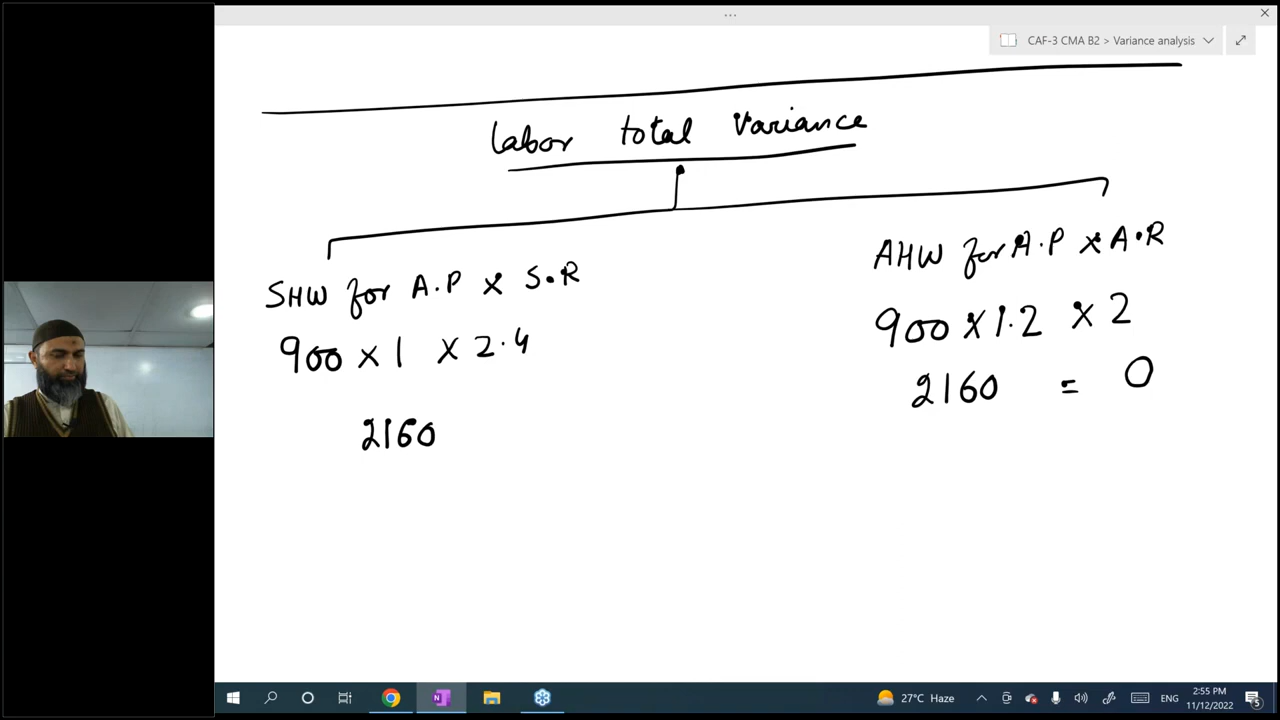 CAF-3 CMA B2 > Variance analysis
Labor total Variance
SHW for A.P x S.R
900 x 1 x 2.4
2160
AHW for A.P x A.R
900 x 1.2 x 2
2160 = 0
27°C Haze
ENG
2:55 PM
11/12/2022
5